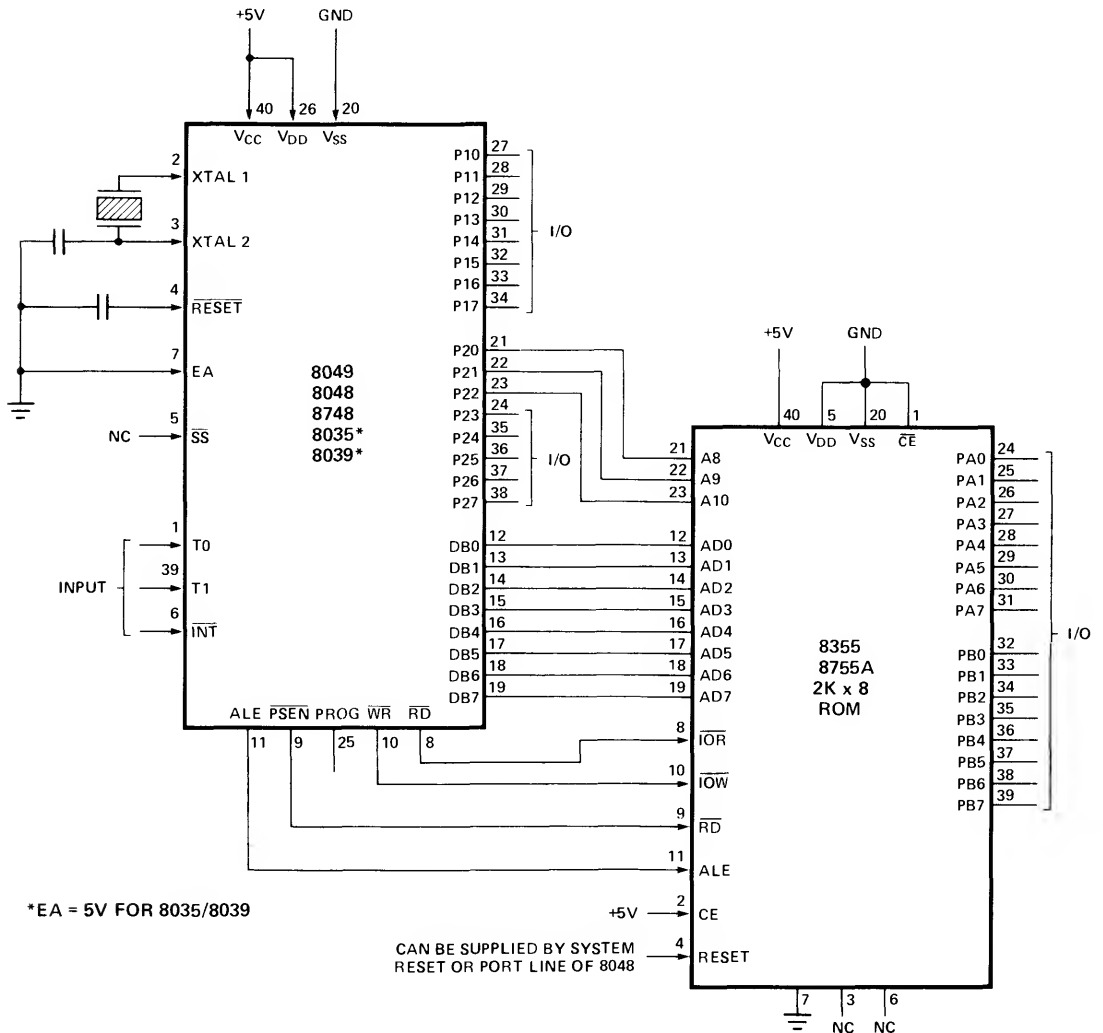 +5V
GND
40
26
20
VCC
VDD
VSS
2
XTAL 1
3
XTAL 2
4
RESET
7
EA
5
NC
SS
1
T0
INPUT
39
T1
6
INT
8049
8048
8748
8035*
8039*
P10 27
P11 28
P12 29
P13 30
P14 31
P15 32
P16 33
P17 34
I/O
P20 21
P21 22
P22 23
P23 24
P24 35
P25 36
P26 37
P27 38
I/O
DB0 12
DB1 13
DB2 14
DB3 15
DB4 16
DB5 17
DB6 18
DB7 19
ALE PSEN PROG WR RD
11 9 25 10 8
+5V
GND
40
5
20
1
VCC
VDD
VSS
CE
21 A8
22 A9
23 A10
12 AD0
13 AD1
14 AD2
15 AD3
16 AD4
17 AD5
18 AD6
19 AD7
8 IOR
10 IOW
9 RD
11 ALE
+5V 2 CE
CAN BE SUPPLIED BY SYSTEM
RESET OR PORT LINE OF 8048
4 RESET
8355
8755A
2K x 8
ROM
PA0 24
PA1 25
PA2 26
PA3 27
PA4 28
PA5 29
PA6 30
PA7 31
PB0 32
PB1 33
PB2 34
PB3 35
PB4 36
PB5 37
PB6 38
PB7 39
I/O
7 3 6
NC NC
*EA = 5V FOR 8035/8039